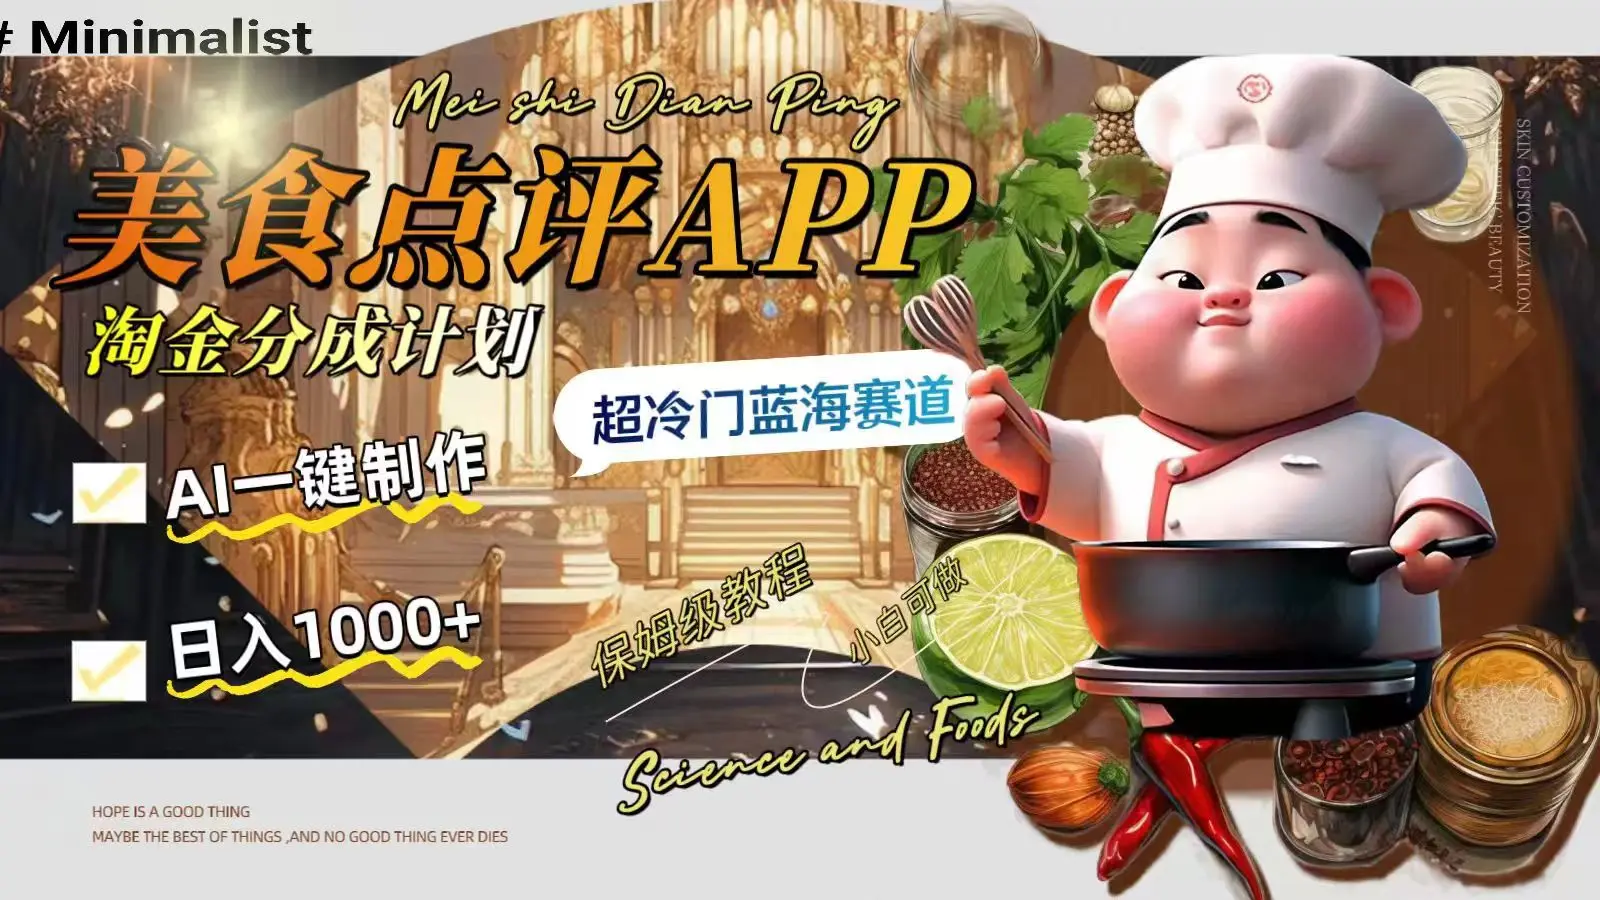 # Minimalist
Mei shi Dian Ping
美食点评APP
淘金分成计划
超冷门蓝海赛道
AI一键制作
日入1000+
保姆级教程
小白可做
Science and Foods
SKIN CUSTOMIZATION
BEAUTY
HOPE IS A GOOD THING
MAYBE THE BEST OF THINGS ,AND NO GOOD THING EVER DIES